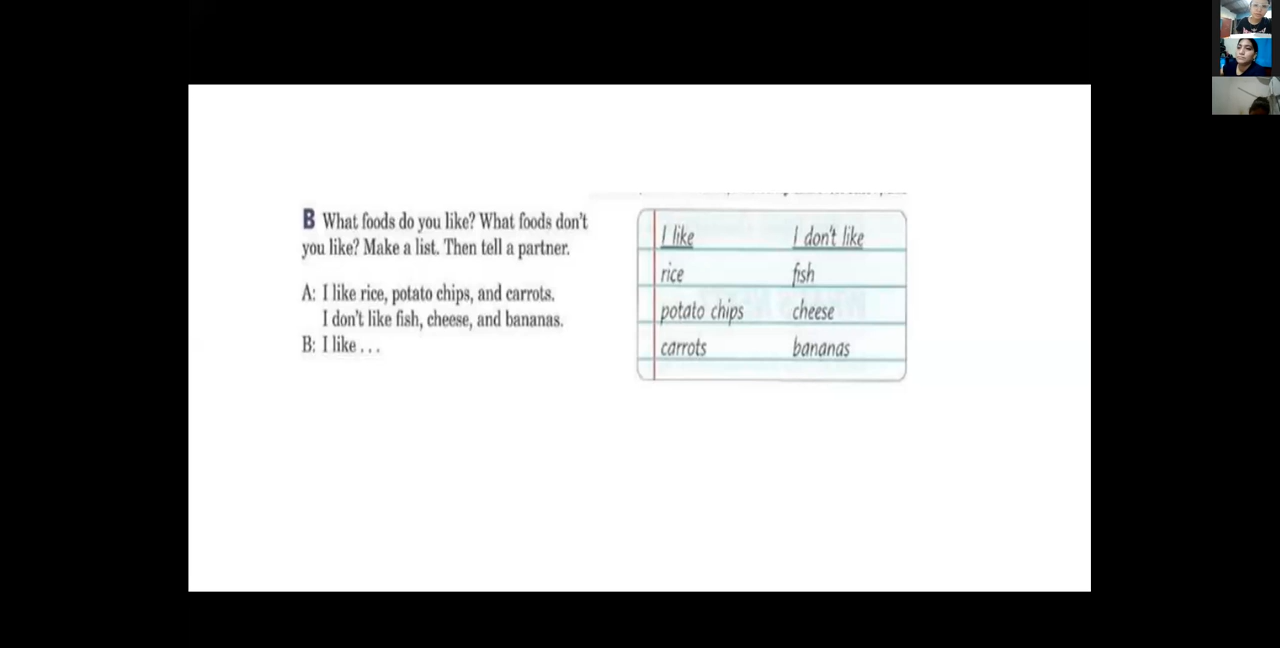 B What foods do you like? What foods don't
you like? Make a list. Then tell a partner.
A: I like rice, potato chips, and carrots.
I don't like fish, cheese, and bananas.
B: I like . . .
I like I don't like
rice fish
potato chips cheese
carrots bananas